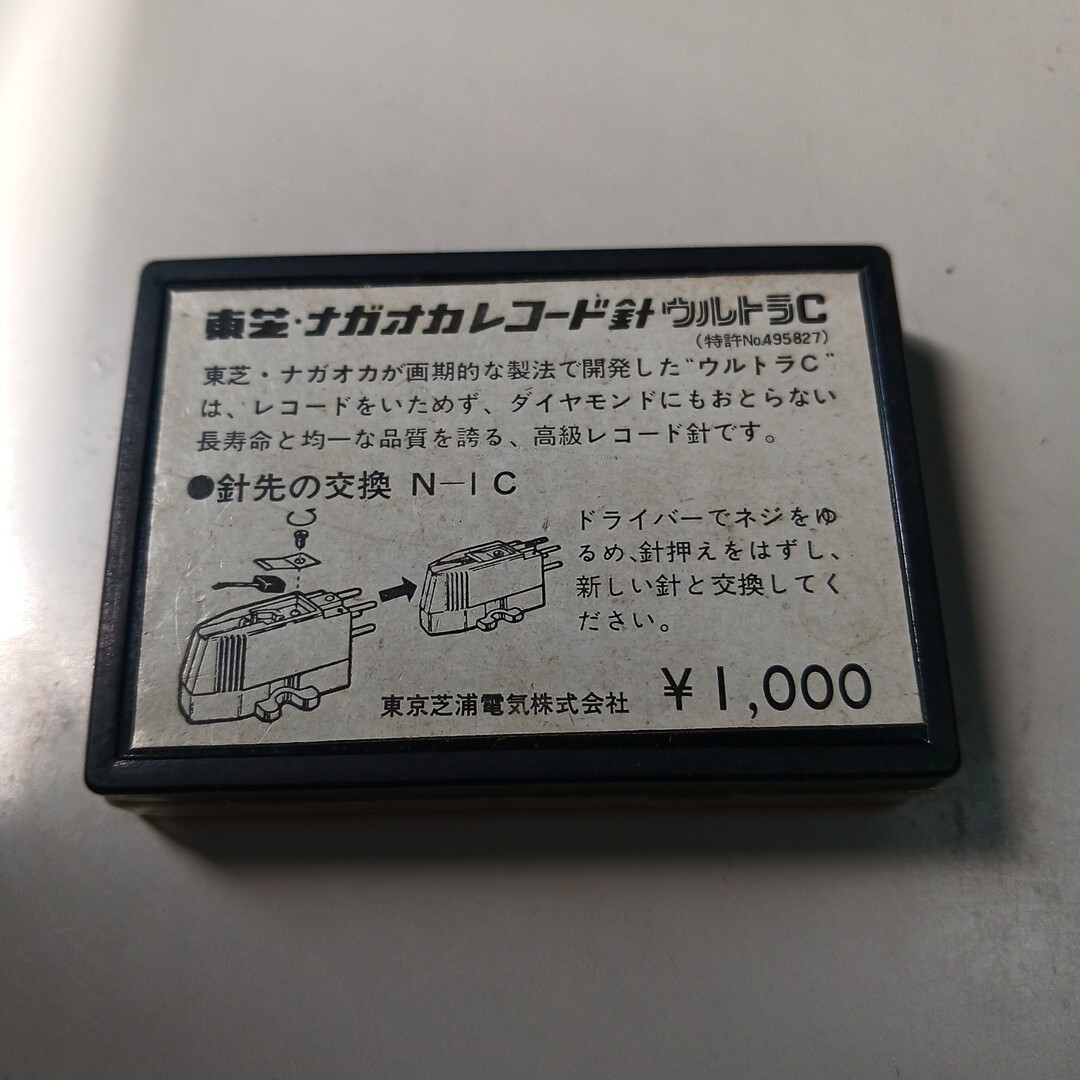 東芝・ナガオカレコード針 ウルトラC
(特許No.495827)
東芝・ナガオカが画期的な製法で開発した"ウルトラC"
は、レコードをいためず、ダイヤモンドにもおとらない
長寿命と均一な品質を誇る、高級レコード針です。
●針先の交換 N-1C
ドライバーでネジをゆ
るめ、針押えをはずし、
新しい針と交換してく
ださい。
東京芝浦電気株式会社 ¥1,000